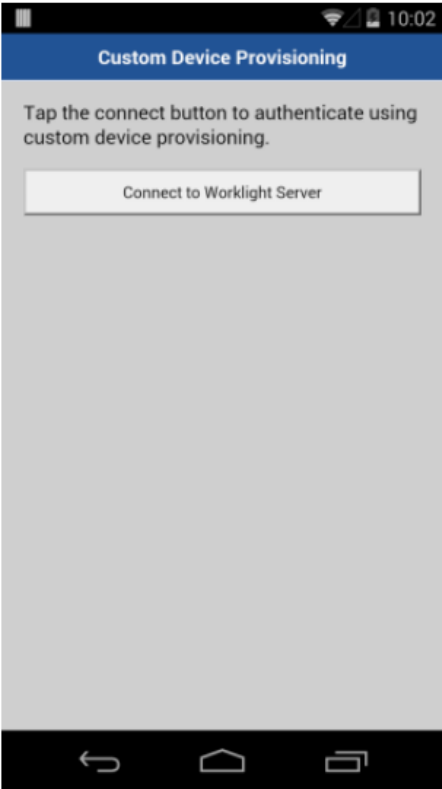 10:02
Custom Device Provisioning
Tap the connect button to authenticate using
custom device provisioning.
Connect to Worklight Server